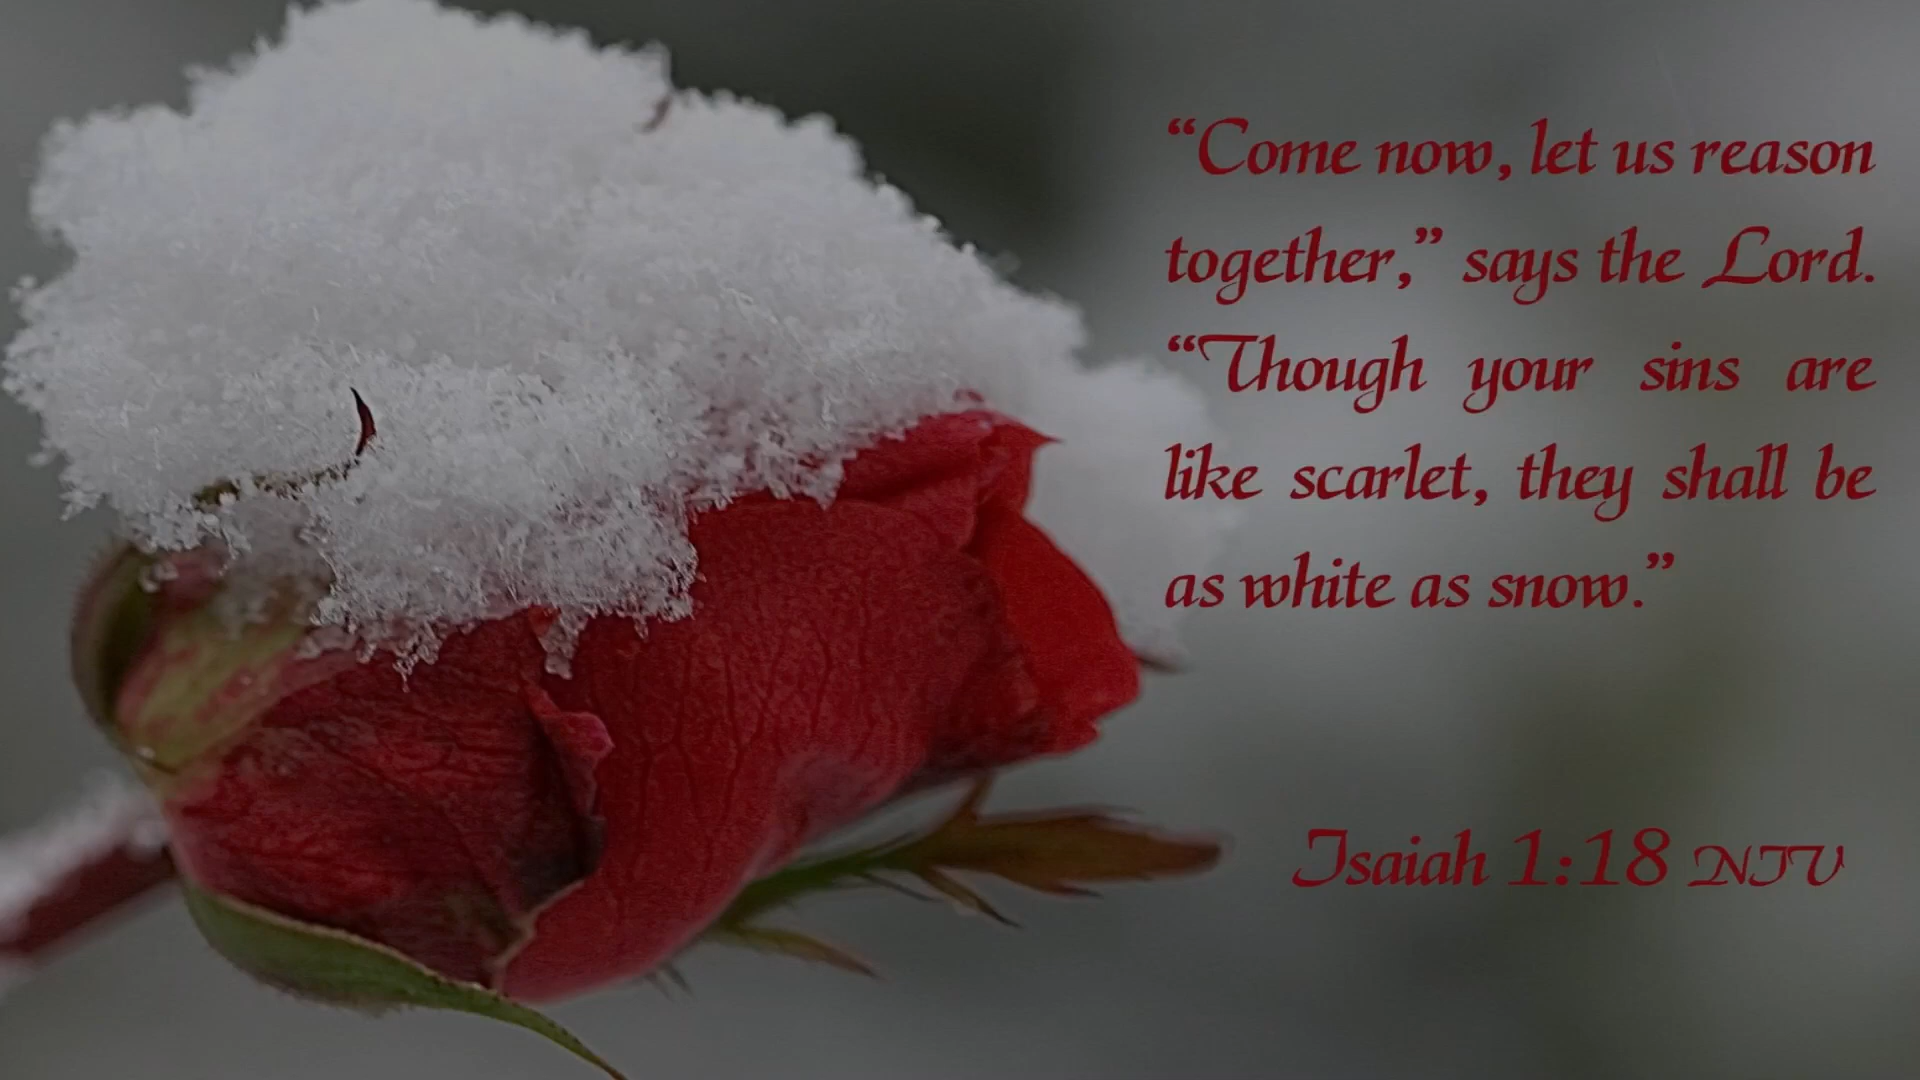 “Come now, let us reason
together,” says the Lord.
“Though your sins are
like scarlet, they shall be
as white as snow.”
Isaiah 1:18 NIV